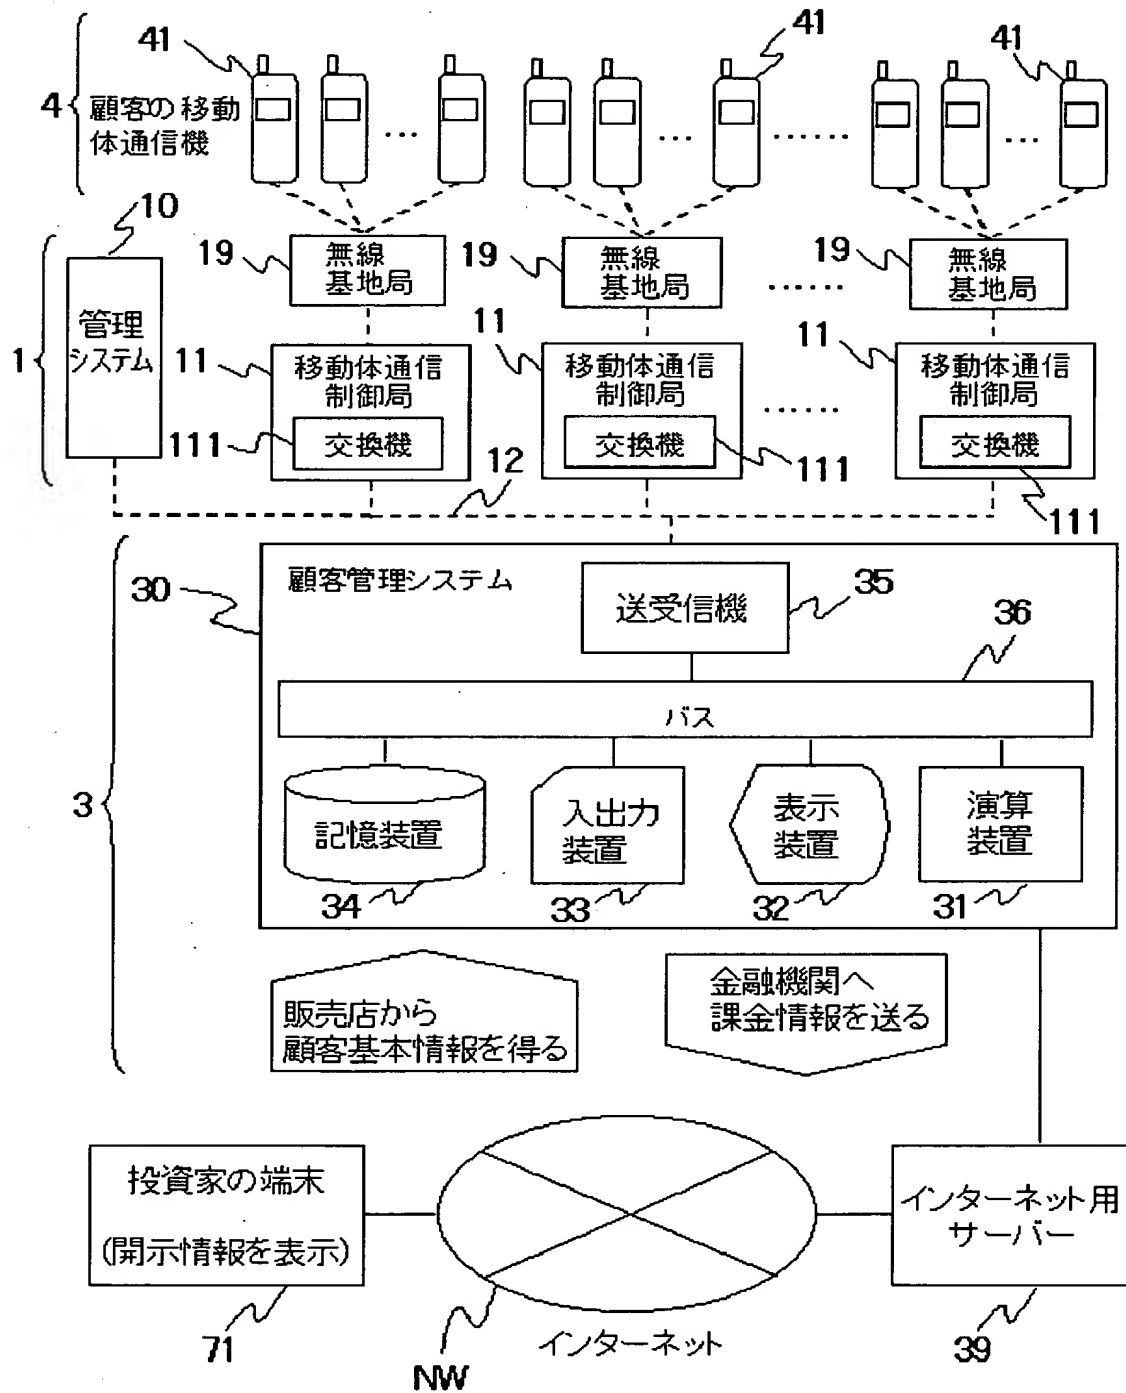 41
41
41
4
顧客の移動
体通信機
...
...
.......
...
10
1
管理
システム
19
無線
基地局
19
無線
基地局
......
19
無線
基地局
11
移動体通信
制御局
111
交換機
11
移動体通信
制御局
交換機
111
......
11
移動体通信
制御局
交換機
111
12
3
30
顧客管理システム
送受信機
35
36
バス
記憶装置
34
入出力
装置
33
表示
装置
32
演算
装置
31
販売店から
顧客基本情報を得る
金融機関へ
課金情報を送る
投資家の端末
(開示情報を表示)
71
NW
インターネット
インターネット用
サーバー
39